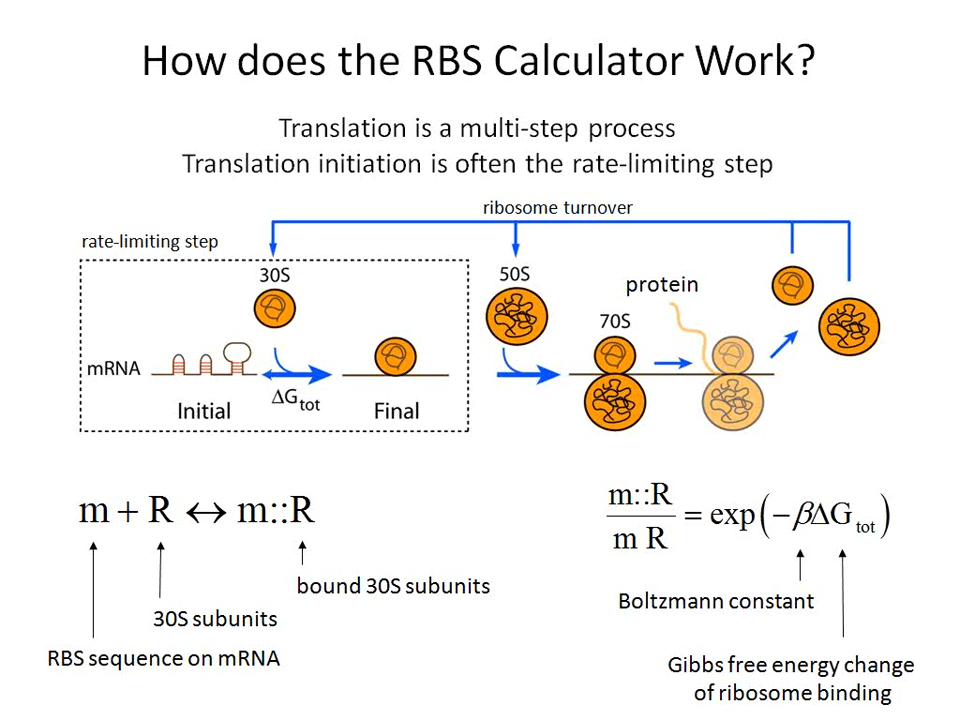 How does the RBS Calculator Work?
Translation is a multi-step process
Translation initiation is often the rate-limiting step
ribosome turnover
rate-limiting step
30S
50S
protein
70S
mRNA
ΔGtot
Initial
Final
m + R ↔ m::R
m::R
m R
= exp(−βΔGtot)
bound 30S subunits
30S subunits
RBS sequence on mRNA
Boltzmann constant
Gibbs free energy change
of ribosome binding